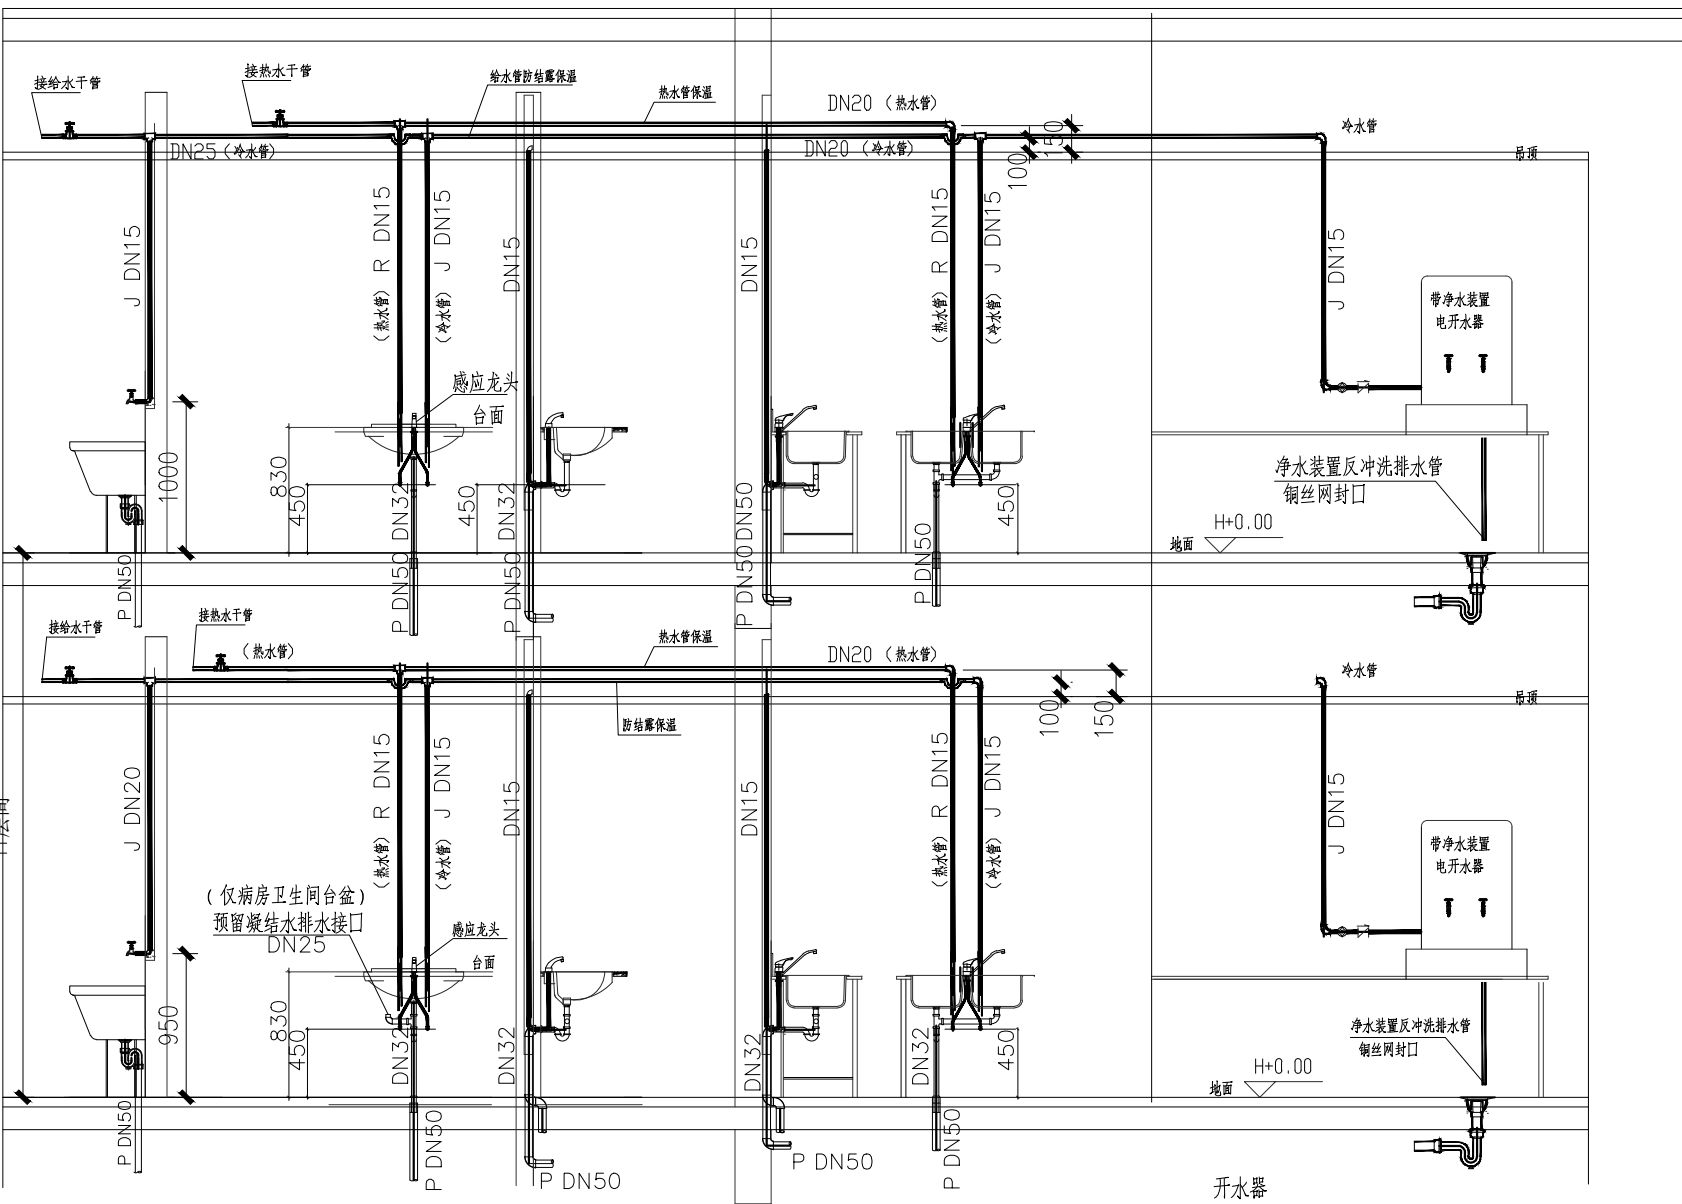 接给水干管
接热水干管
给水管防结露保温
热水管保温
DN20 (热水管)
冷水管
DN25 (冷水管)
DN20 (冷水管)
100
150
吊顶
J DN15
(热水管) R DN15
(冷水管) J DN15
DN15
DN15
(热水管) R DN15
(冷水管) J DN15
J DN15
带净水装置
电开水器
感应龙头
台面
1000
830
450
450
450
净水装置反冲洗排水管
铜丝网封口
H+0.00
地面
P DN50
P DN50 DN32
P DN50 DN32
P DN50 DN50
P DN50
接给水干管
接热水干管
(热水管)
热水管保温
DN20 (热水管)
冷水管
防结露保温
100
150
吊顶
J DN20
(热水管) R DN15
(冷水管) J DN15
DN15
DN15
(热水管) R DN15
(冷水管) J DN15
J DN15
带净水装置
电开水器
(仅病房卫生间台盆)
预留凝结水排水接口
DN25
感应龙头
台面
950
830
450
450
DN32
DN32
DN32
DN32
净水装置反冲洗排水管
铜丝网封口
H+0.00
地面
P DN50
P DN50
P DN50
P DN50
P DN50
开水器